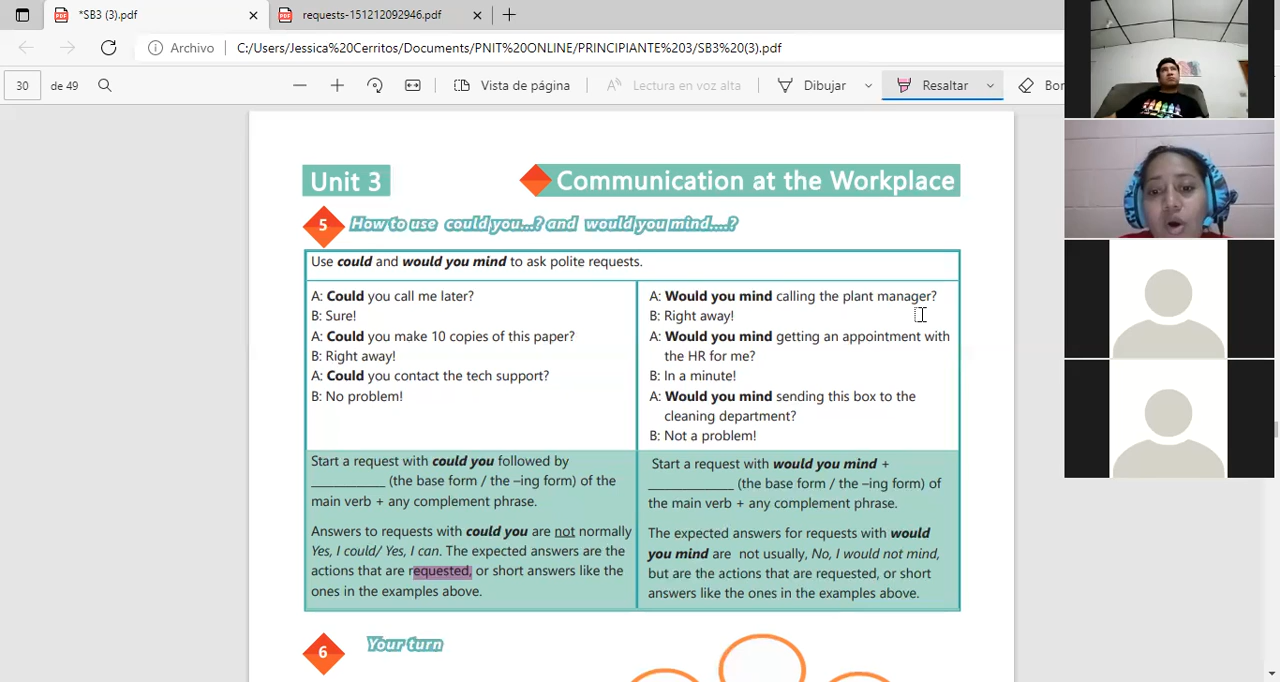 *SB3 (3).pdf
requests-151212092946.pdf
Archivo
C:/Users/Jessica%20Cerritos/Documents/PNIT%20ONLINE/PRINCIPIANTE%203/SB3%20(3).pdf
30 de 49
Vista de página
Lectura en voz alta
Dibujar
Resaltar
Bor
Unit 3
Communication at the Workplace
5
How to use could you...? and would you mind....?
Use could and would you mind to ask polite requests.
A: Could you call me later?
B: Sure!
A: Could you make 10 copies of this paper?
B: Right away!
A: Could you contact the tech support?
B: No problem!
A: Would you mind calling the plant manager?
B: Right away!
A: Would you mind getting an appointment with
the HR for me?
B: In a minute!
A: Would you mind sending this box to the
cleaning department?
B: Not a problem!
Start a request with could you followed by
___________ (the base form / the –ing form) of the
main verb + any complement phrase.
Answers to requests with could you are not normally
Yes, I could/ Yes, I can. The expected answers are the
actions that are requested, or short answers like the
ones in the examples above.
Start a request with would you mind +
_____________ (the base form / the –ing form) of
the main verb + any complement phrase.
The expected answers for requests with would
you mind are not usually, No, I would not mind,
but are the actions that are requested, or short
answers like the ones in the examples above.
6
Your turn